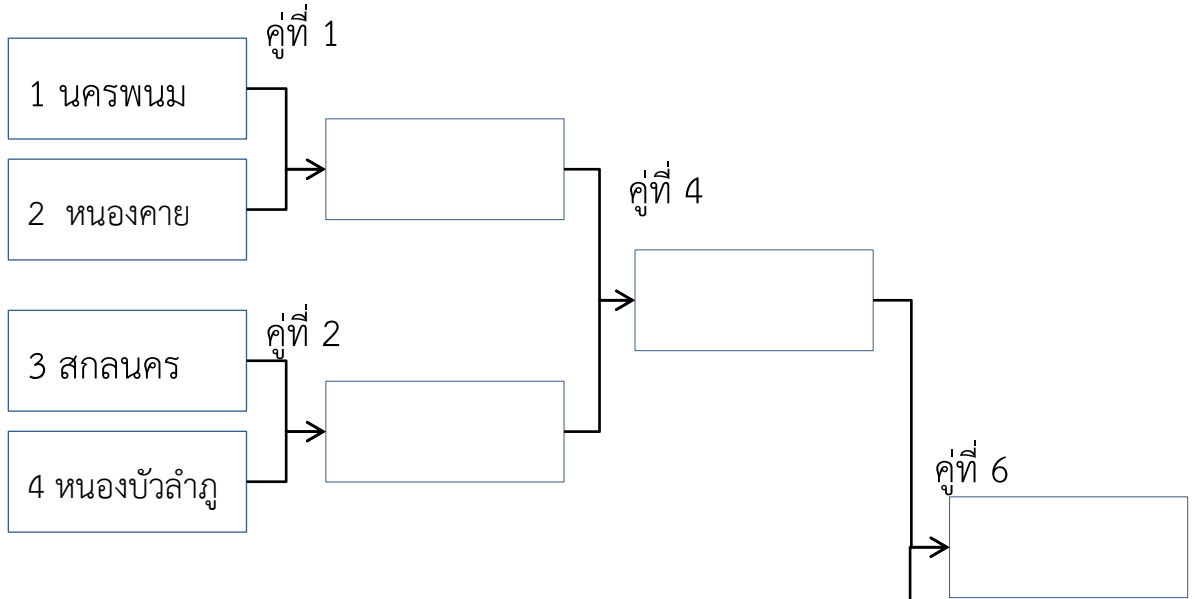 คู่ที่ 1
1 นครพนม
2 หนองคาย
คู่ที่ 4
คู่ที่ 2
3 สกลนคร
4 หนองบัวลำภู
คู่ที่ 6